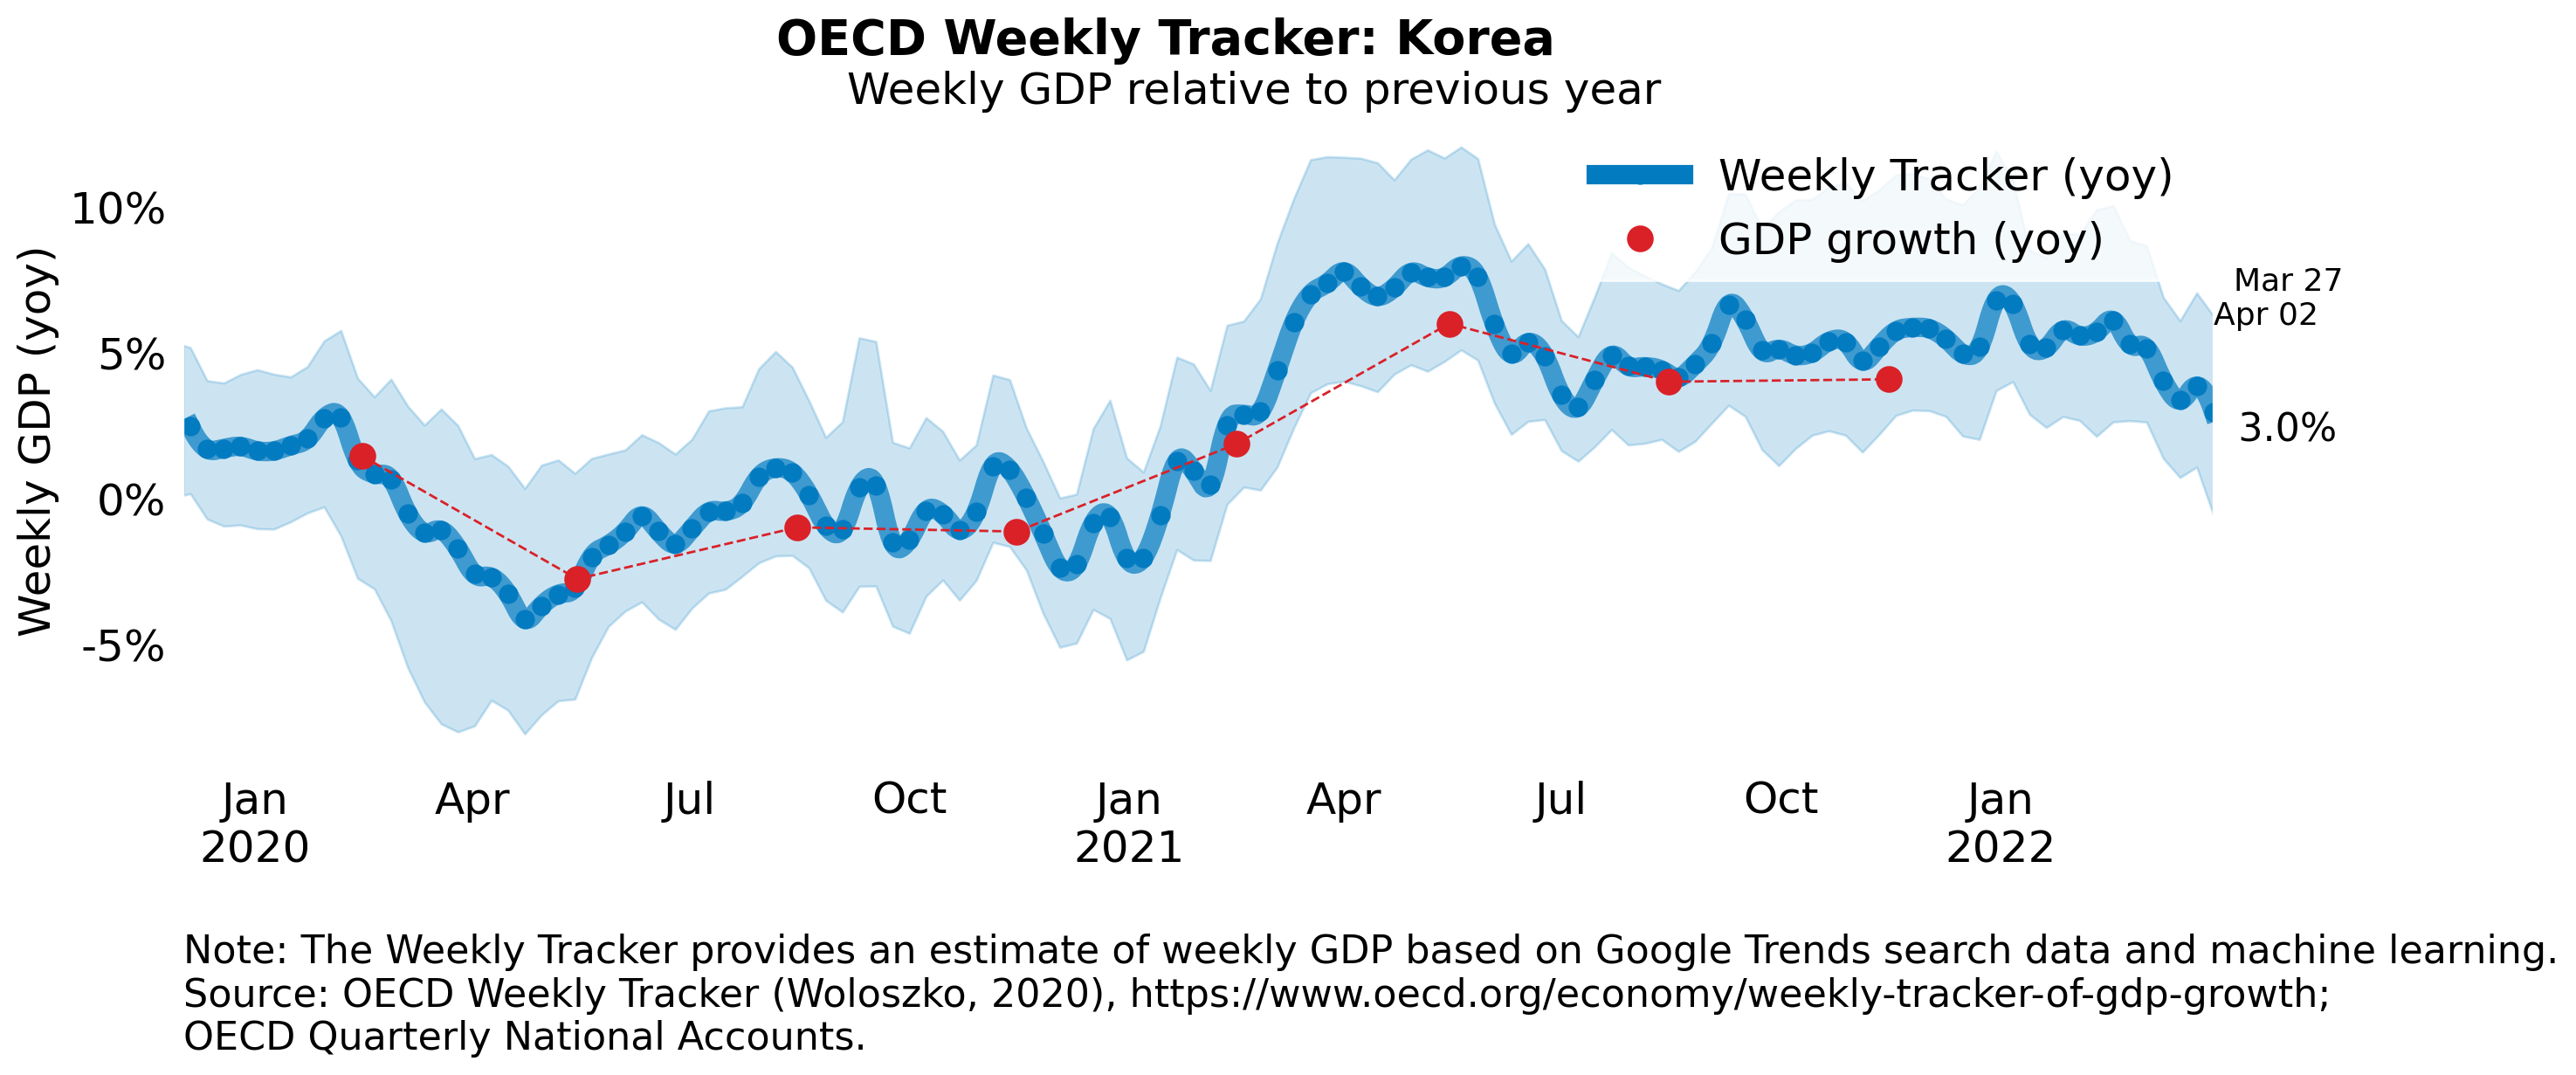 OECD Weekly Tracker: Korea
Weekly GDP relative to previous year
Weekly Tracker (yoy)
GDP growth (yoy)
Weekly GDP (yoy)
10%
5%
0%
-5%
Mar 27
Apr 02
3.0%
Jan
2020
Apr
Jul
Oct
Jan
2021
Apr
Jul
Oct
Jan
2022
Note: The Weekly Tracker provides an estimate of weekly GDP based on Google Trends search data and machine learning.
Source: OECD Weekly Tracker (Woloszko, 2020), https://www.oecd.org/economy/weekly-tracker-of-gdp-growth;
OECD Quarterly National Accounts.